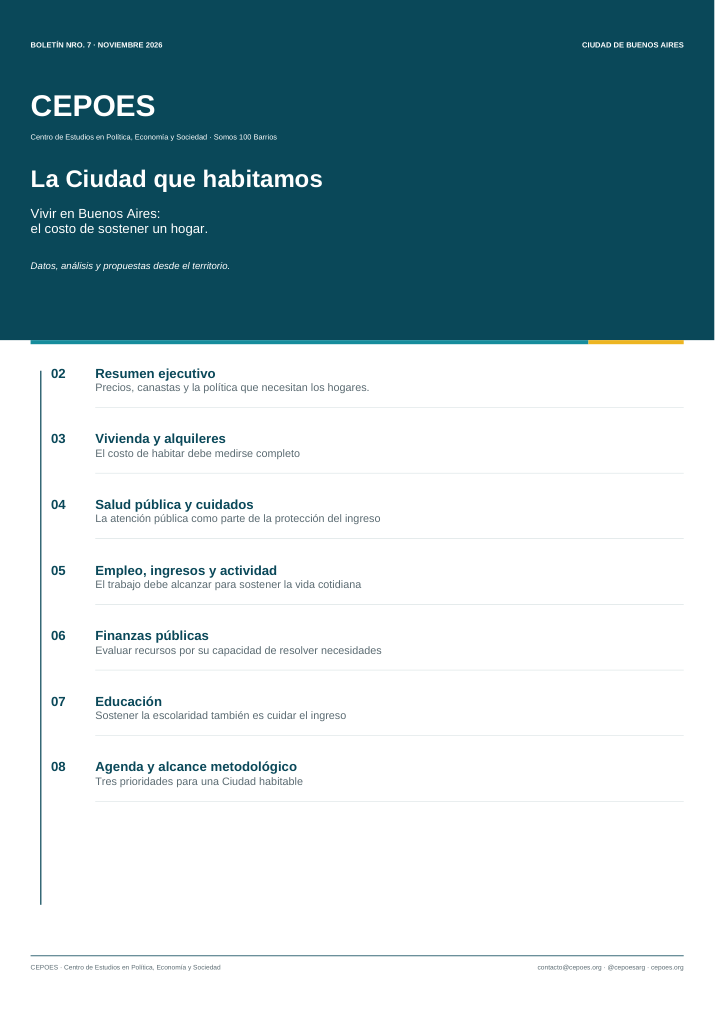 BOLETÍN NRO. 7 · NOVIEMBRE 2026
CIUDAD DE BUENOS AIRES
CEPOES
Centro de Estudios en Política, Economía y Sociedad · Somos 100 Barrios
La Ciudad que habitamos
Vivir en Buenos Aires:
el costo de sostener un hogar.
Datos, análisis y propuestas desde el territorio.
02 Resumen ejecutivo
Precios, canastas y la política que necesitan los hogares.
03 Vivienda y alquileres
El costo de habitar debe medirse completo
04 Salud pública y cuidados
La atención pública como parte de la protección del ingreso
05 Empleo, ingresos y actividad
El trabajo debe alcanzar para sostener la vida cotidiana
06 Finanzas públicas
Evaluar recursos por su capacidad de resolver necesidades
07 Educación
Sostener la escolaridad también es cuidar el ingreso
08 Agenda y alcance metodológico
Tres prioridades para una Ciudad habitable
CEPOES · Centro de Estudios en Política, Economía y Sociedad
contacto@cepoes.org · @cepoesarg · cepoes.org